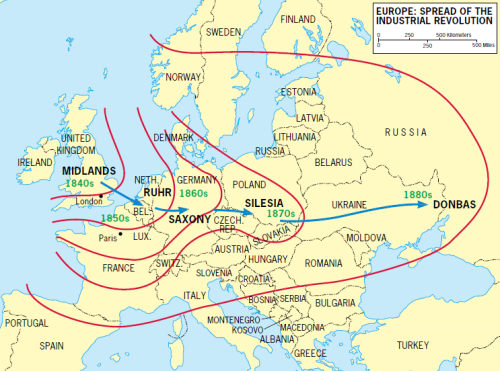 EUROPE: SPREAD OF THE
INDUSTRIAL REVOLUTION
0 250 500 Kilometers
0 250 500 Miles
FINLAND
SWEDEN
NORWAY
ESTONIA
LATVIA
RUSSIA
LITHUANIA
RUSSIA
DENMARK
UNITED
KINGDOM
IRELAND
BELARUS
MIDLANDS
1840s
London
NETH.
GERMANY
POLAND
RUHR
1860s
1880s
BEL.
1850s
SAXONY
SILESIA
1870s
UKRAINE
DONBAS
Paris
LUX.
CZECH.
REP.
SLOVAKIA
MOLDOVA
FRANCE
SWITZ.
AUSTRIA
HUNGARY
ROMANIA
SLOVENIA
CROATIA
ITALY
BOSNIA
SERBIA
BULGARIA
PORTUGAL
SPAIN
MONTENEGRO
KOSOVO
MACEDONIA
ALBANIA
GREECE
TURKEY